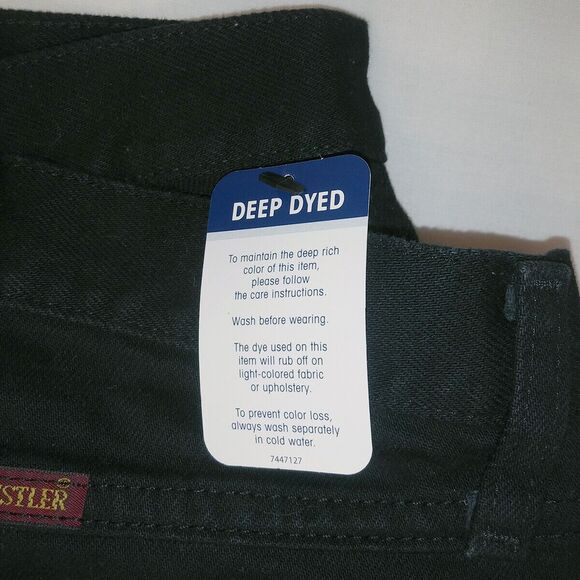 DEEP DYED
To maintain the deep rich
color of this item,
please follow
the care instructions.
Wash before wearing.
The dye used on this
item will rub off on
light-colored fabric
or upholstery.
To prevent color loss,
always wash separately
in cold water.
7447127
STLER